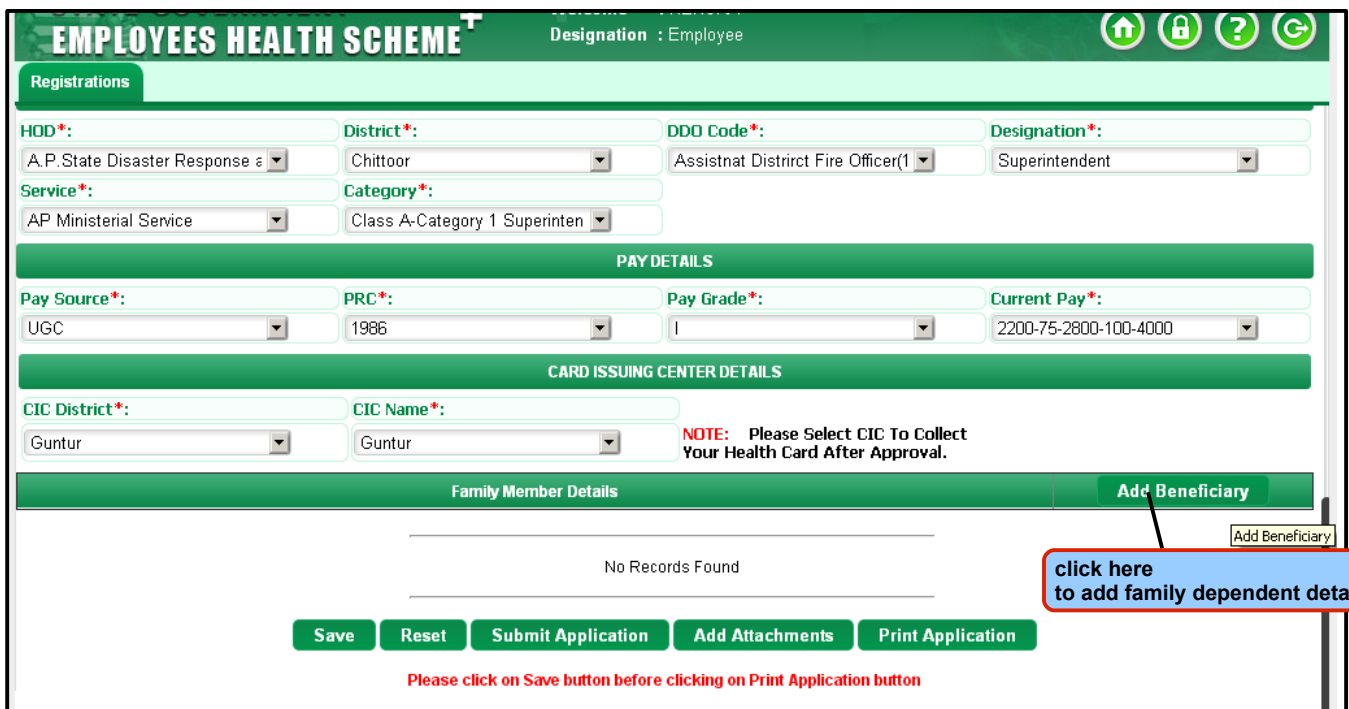 EMPLOYEES HEALTH SCHEME
Designation : Employee
Registrations
HOD*: District*: DDO Code*: Designation*:
A.P.State Disaster Response a Chittoor Assistnat Distrirct Fire Officer(1 Superintendent
Service*: Category*:
AP Ministerial Service Class A-Category 1 Superinten
PAY DETAILS
Pay Source*: PRC*: Pay Grade*: Current Pay*:
UGC 1986 I 2200-75-2800-100-4000
CARD ISSUING CENTER DETAILS
CIC District*: CIC Name*:
Guntur Guntur
NOTE: Please Select CIC To Collect
Your Health Card After Approval.
Family Member Details Add Beneficiary
Add Beneficiary
No Records Found
click here
to add family dependent deta
Save Reset Submit Application Add Attachments Print Application
Please click on Save button before clicking on Print Application button